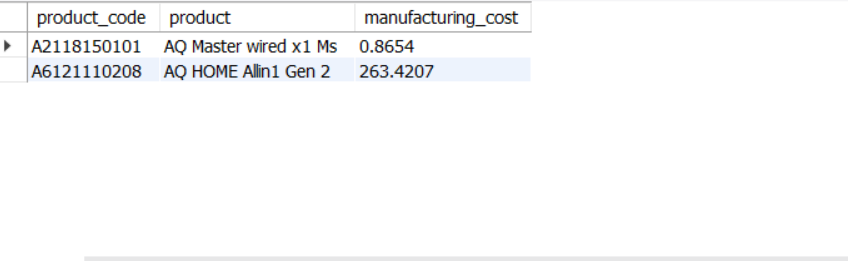 product_code product manufacturing_cost
A2118150101 AQ Master wired x1 Ms 0.8654
A6121110208 AQ HOME Allin1 Gen 2 263.4207